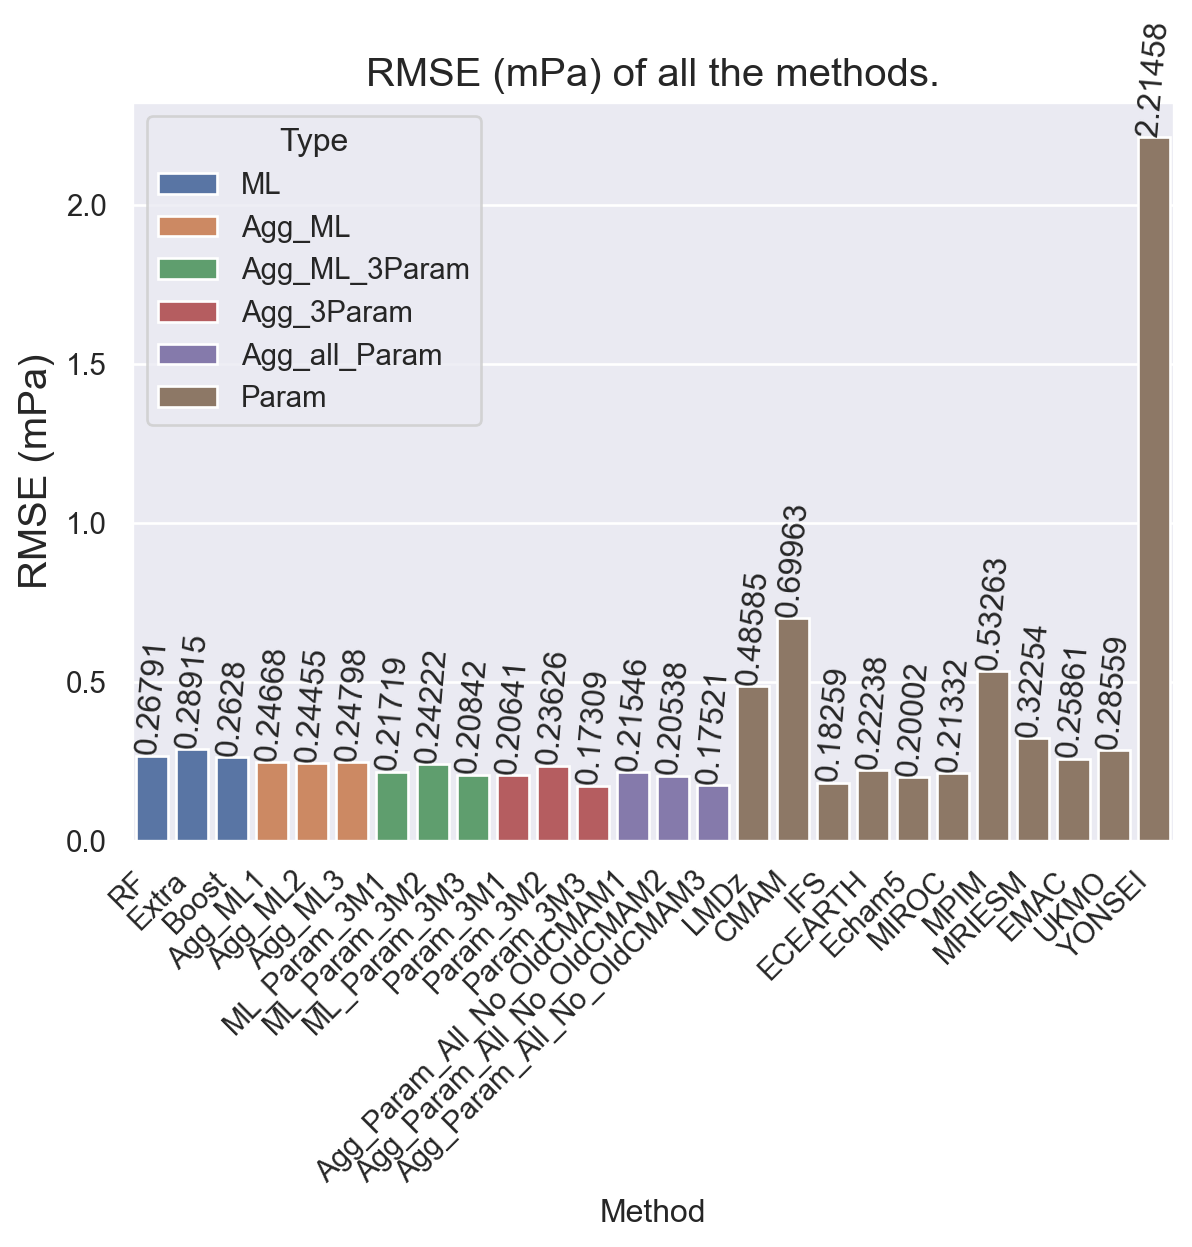 RMSE (mPa) of all the methods.
Type
ML
Agg_ML
Agg_ML_3Param
Agg_3Param
Agg_all_Param
Param
RMSE (mPa)
2.0
1.5
1.0
0.5
0.0
0.26791
0.28915
0.2628
0.24668
0.24455
0.24798
0.21719
0.24222
0.20842
0.20641
0.23626
0.17309
0.21546
0.20538
0.17521
0.48585
0.69963
0.18259
0.22238
0.20002
0.21332
0.53263
0.32254
0.25861
0.28559
2.21458
RF
Extra
Boost
Agg_ML1
Agg_ML2
Agg_ML3
ML_Param_3M1
ML_Param_3M2
ML_Param_3M3
Param_3M1
Param_3M2
Param_3M3
Agg_Param_All_No_OldCMAM1
Agg_Param_All_No_OldCMAM2
Agg_Param_All_No_OldCMAM3
LMDz
CMAM
IFS
ECEARTH
Echam5
MIROC
MPIM
MRIESM
EMAC
UKMO
YONSEI
Method